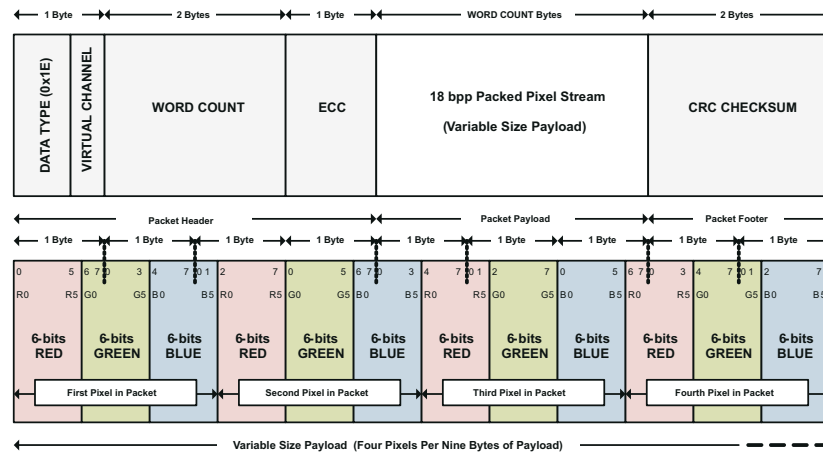 1 Byte 2 Bytes 1 Byte WORD COUNT Bytes 2 Bytes
DATA TYPE (0x1E)
VIRTUAL CHANNEL
WORD COUNT
ECC
18 bpp Packed Pixel Stream
(Variable Size Payload)
CRC CHECKSUM
Packet Header Packet Payload Packet Footer
1 Byte 1 Byte 1 Byte 1 Byte 1 Byte 1 Byte 1 Byte 1 Byte 1 Byte
0 5 6 7 0 3 4 7 0 1 2 7 0 5 6 7 0 3 4 7 0 1 2 7 0 5 6 7 0 3 4 7 0 1 2 7
R0 R5 G0 G5 B0 B5 R0 R5 G0 G5 B0 B5 R0 R5 G0 G5 B0 B5 R0 R5 G0 G5 B0 B5
6-bits 6-bits 6-bits 6-bits 6-bits 6-bits 6-bits 6-bits 6-bits 6-bits 6-bits 6-bits
RED GREEN BLUE RED GREEN BLUE RED GREEN BLUE RED GREEN BLUE
First Pixel in Packet Second Pixel in Packet Third Pixel in Packet Fourth Pixel in Packet
Variable Size Payload (Four Pixels Per Nine Bytes of Payload)